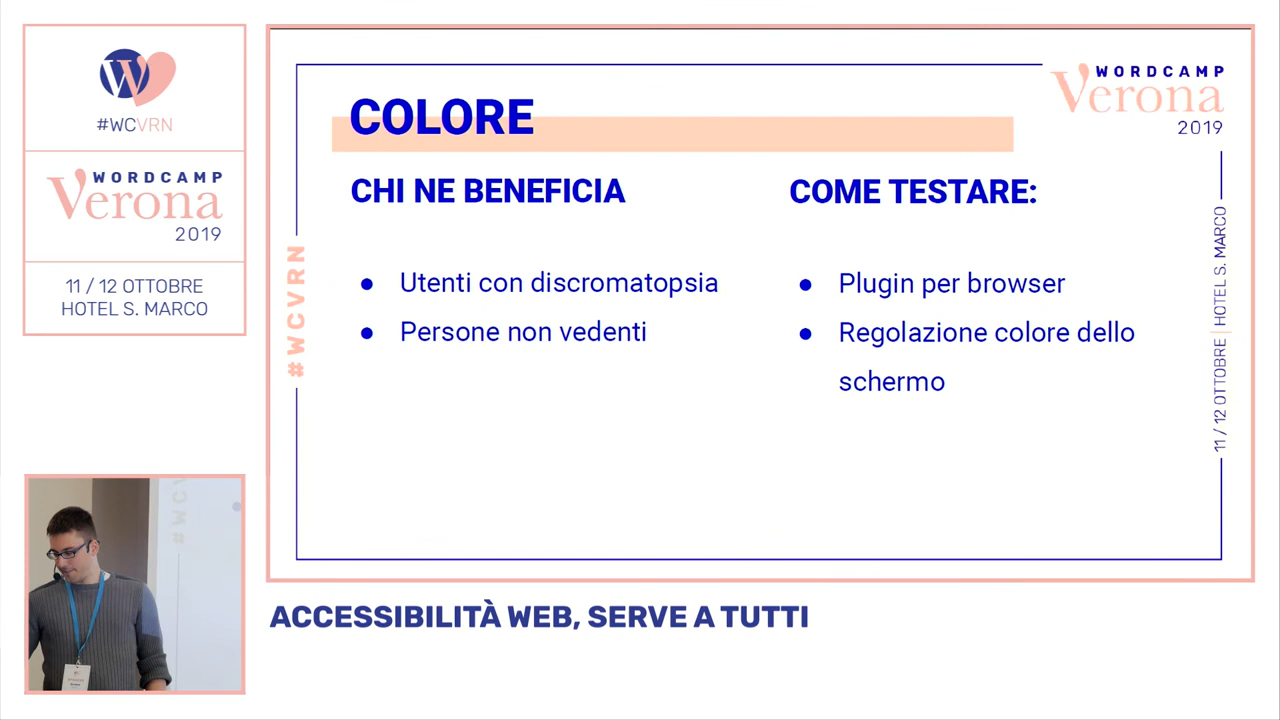 #WCVRN
WORDCAMP
Verona
2019
11 / 12 OTTOBRE
HOTEL S. MARCO
COLORE
WORDCAMP
Verona
2019
CHI NE BENEFICIA
● Utenti con discromatopsia
● Persone non vedenti
COME TESTARE:
● Plugin per browser
● Regolazione colore dello
schermo
#WCVRN
11 / 12 OTTOBRE | HOTEL S. MARCO
#WC
ACCESSIBILITÀ WEB, SERVE A TUTTI